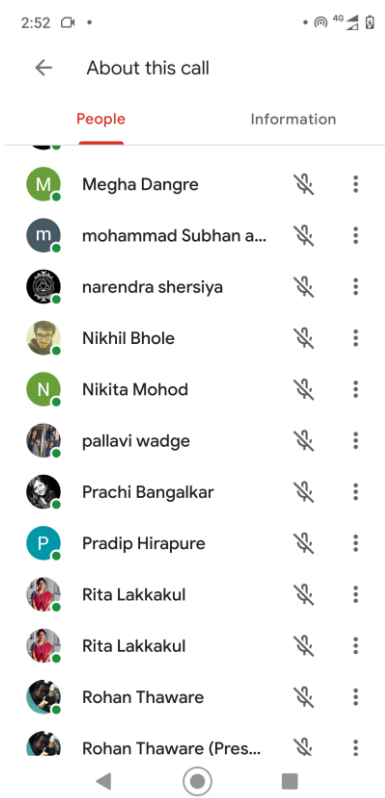 2:52
4G
About this call
People Information
M Megha Dangre
m mohammad Subhan a...
narendra shersiya
Nikhil Bhole
N Nikita Mohod
pallavi wadge
Prachi Bangalkar
P Pradip Hirapure
Rita Lakkakul
Rita Lakkakul
Rohan Thaware
Rohan Thaware (Pres...